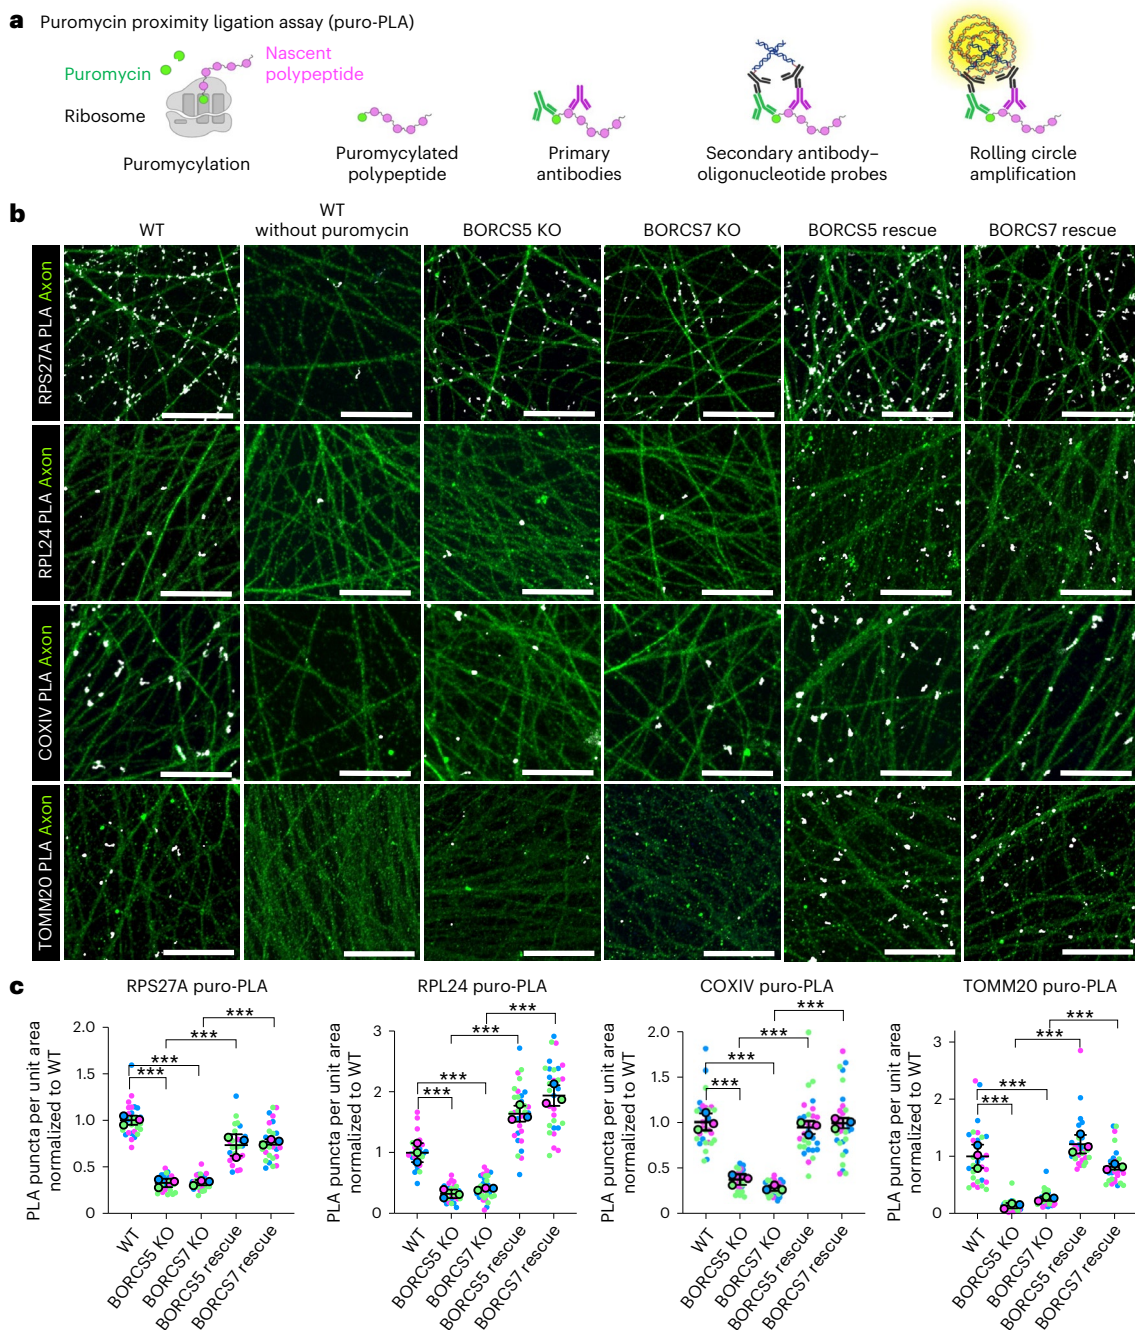 a Puromycin proximity ligation assay (puro-PLA)
Puromycin
Nascent
polypeptide
Ribosome
Puromycylation
Puromycylated
polypeptide
Primary
antibodies
Secondary antibody–
oligonucleotide probes
Rolling circle
amplification
b
WT
WT
without puromycin
BORCS5 KO
BORCS7 KO
BORCS5 rescue
BORCS7 rescue
RPS27A PLA Axon
RPL24 PLA Axon
COXIV PLA Axon
TOMM20 PLA Axon
c
RPS27A puro-PLA
PLA puncta per unit area
normalized to WT
2.0
1.5
1.0
0.5
0
***
***
***
***
WT
BORCS5 KO
BORCS7 KO
BORCS5 rescue
BORCS7 rescue
RPL24 puro-PLA
PLA puncta per unit area
normalized to WT
3
2
1
0
***
***
***
***
WT
BORCS5 KO
BORCS7 KO
BORCS5 rescue
BORCS7 rescue
COXIV puro-PLA
PLA puncta per unit area
normalized to WT
2.0
1.5
1.0
0.5
0
***
***
***
***
WT
BORCS5 KO
BORCS7 KO
BORCS5 rescue
BORCS7 rescue
TOMM20 puro-PLA
PLA puncta per unit area
normalized to WT
3
2
1
0
***
***
***
***
WT
BORCS5 KO
BORCS7 KO
BORCS5 rescue
BORCS7 rescue